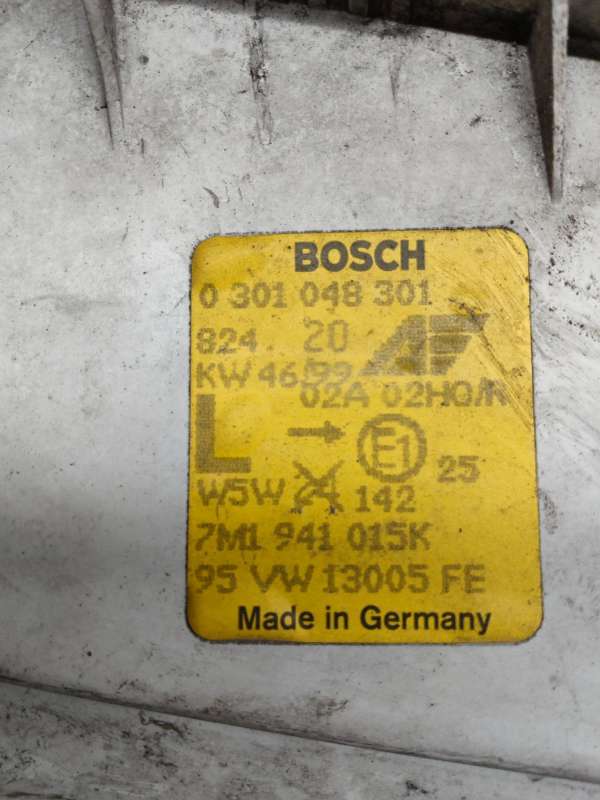 BOSCH
0 301 048 301
824 20
KW 46/99
02A 02HO/R
L → E1 25
W5W 24 142
7M1 941 015K
95 VW 13005 FE
Made in Germany